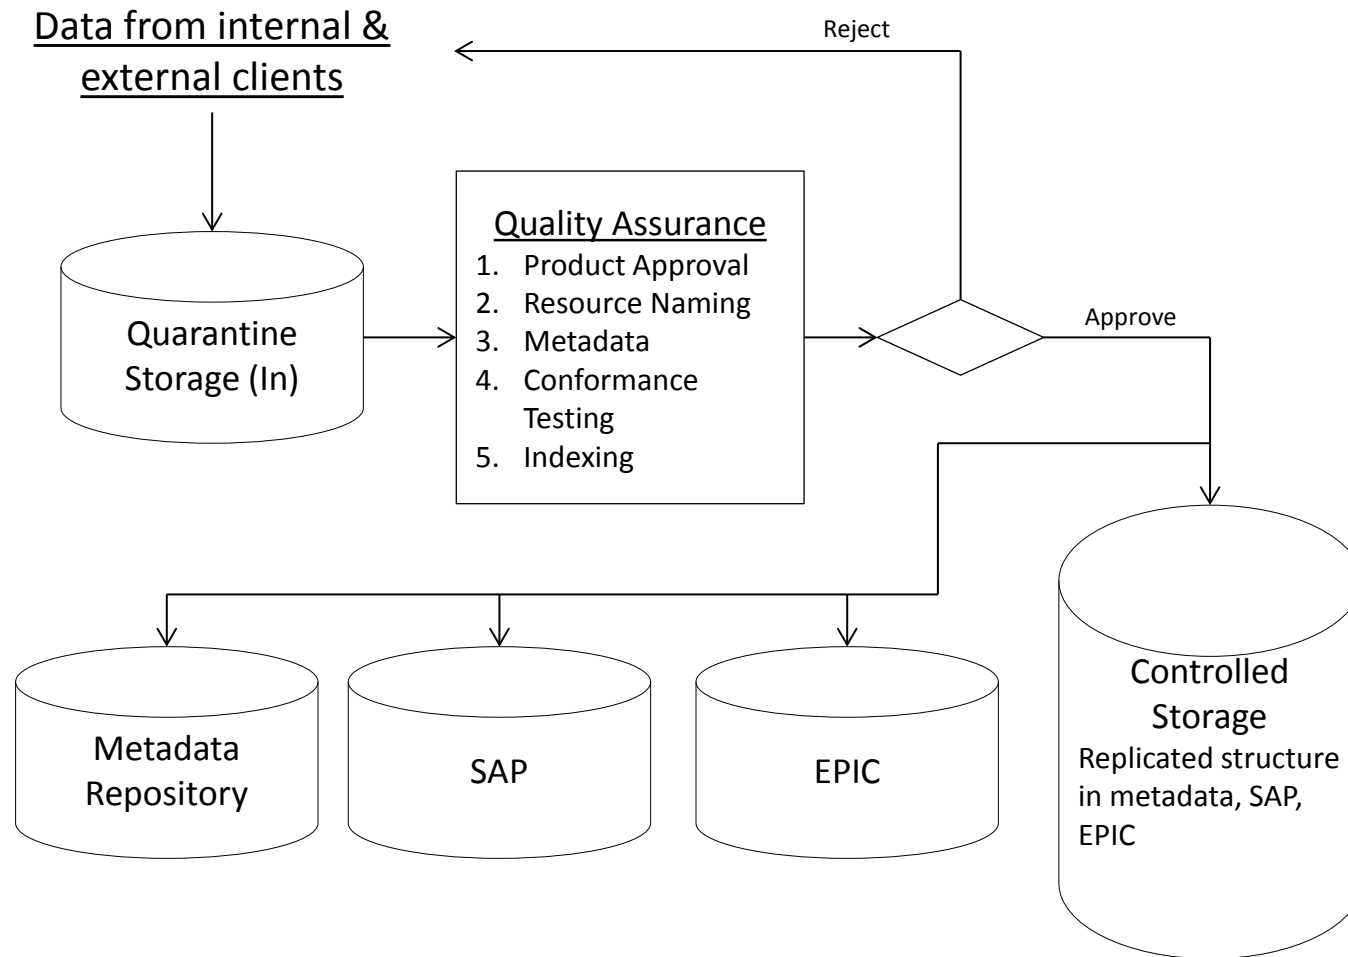 Data from internal &
external clients
Reject
Quality Assurance
1. Product Approval
2. Resource Naming
3. Metadata
4. Conformance
Testing
5. Indexing
Quarantine
Storage (In)
Approve
Metadata
Repository
SAP
EPIC
Controlled
Storage
Replicated structure
in metadata, SAP,
EPIC